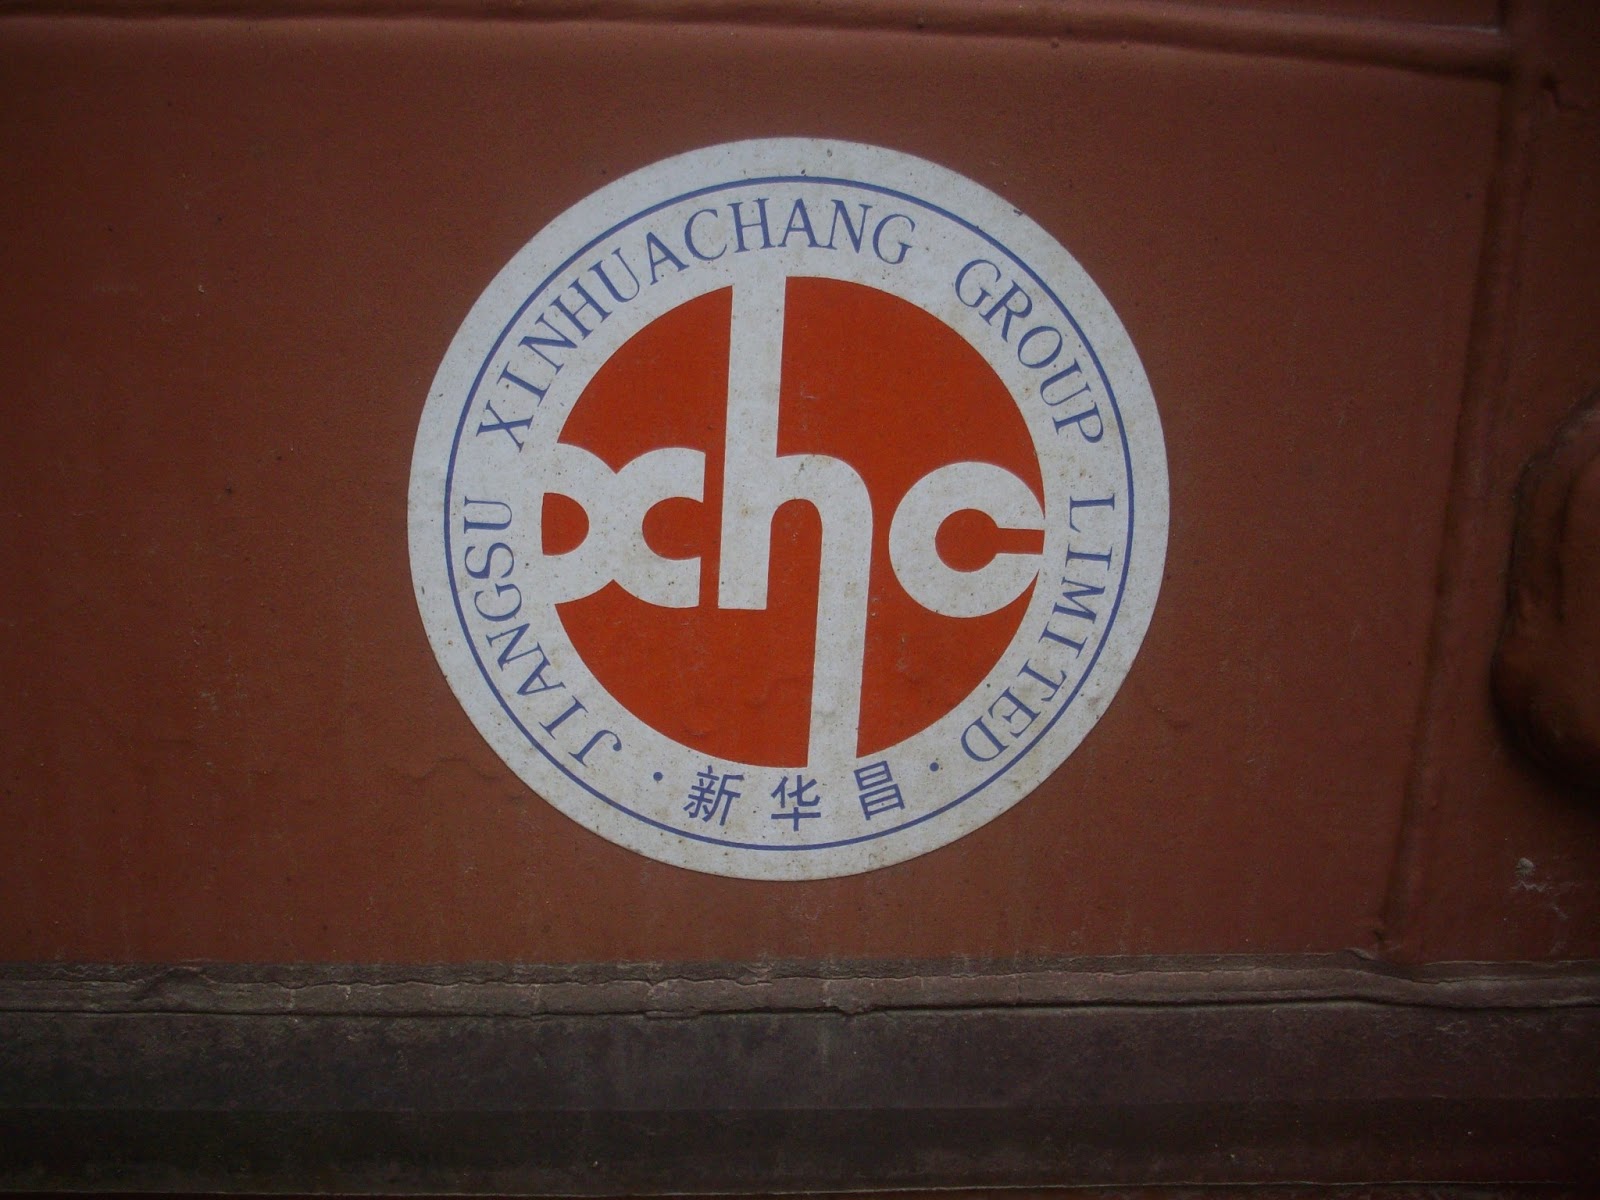 JIANGSU XINHUACHANG GROUP LIMITED
xhc
·新华昌·